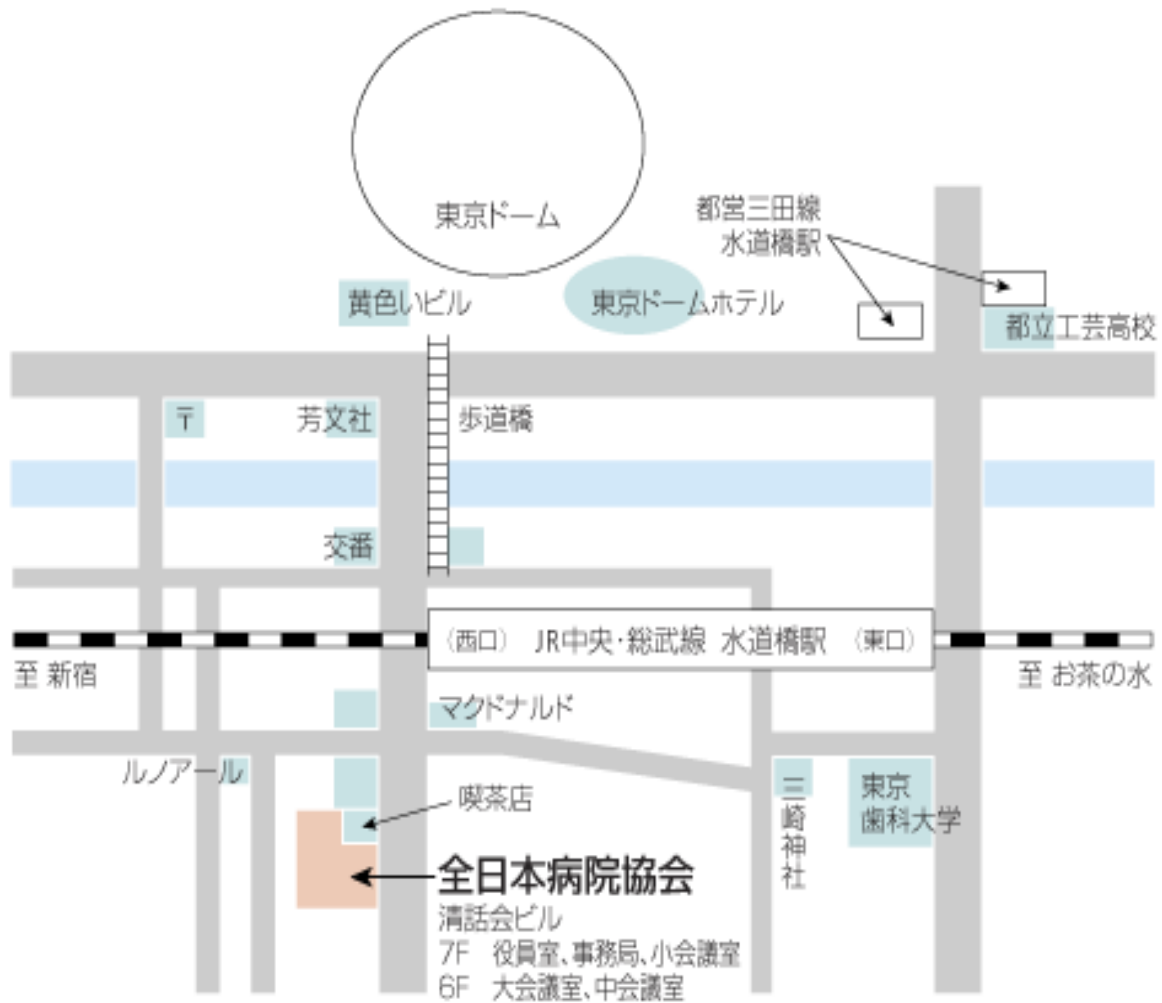 東京ドーム
都営三田線
水道橋駅
黄色いビル
東京ドームホテル
都立工芸高校
〒
芳文社
歩道橋
交番
（西口） JR中央・総武線 水道橋駅 （東口）
至 新宿
至 お茶の水
マクドナルド
ルノアール
喫茶店
三崎神社
東京
歯科大学
全日本病院協会
清話会ビル
7F 役員室、事務局、小会議室
6F 大会議室、中会議室